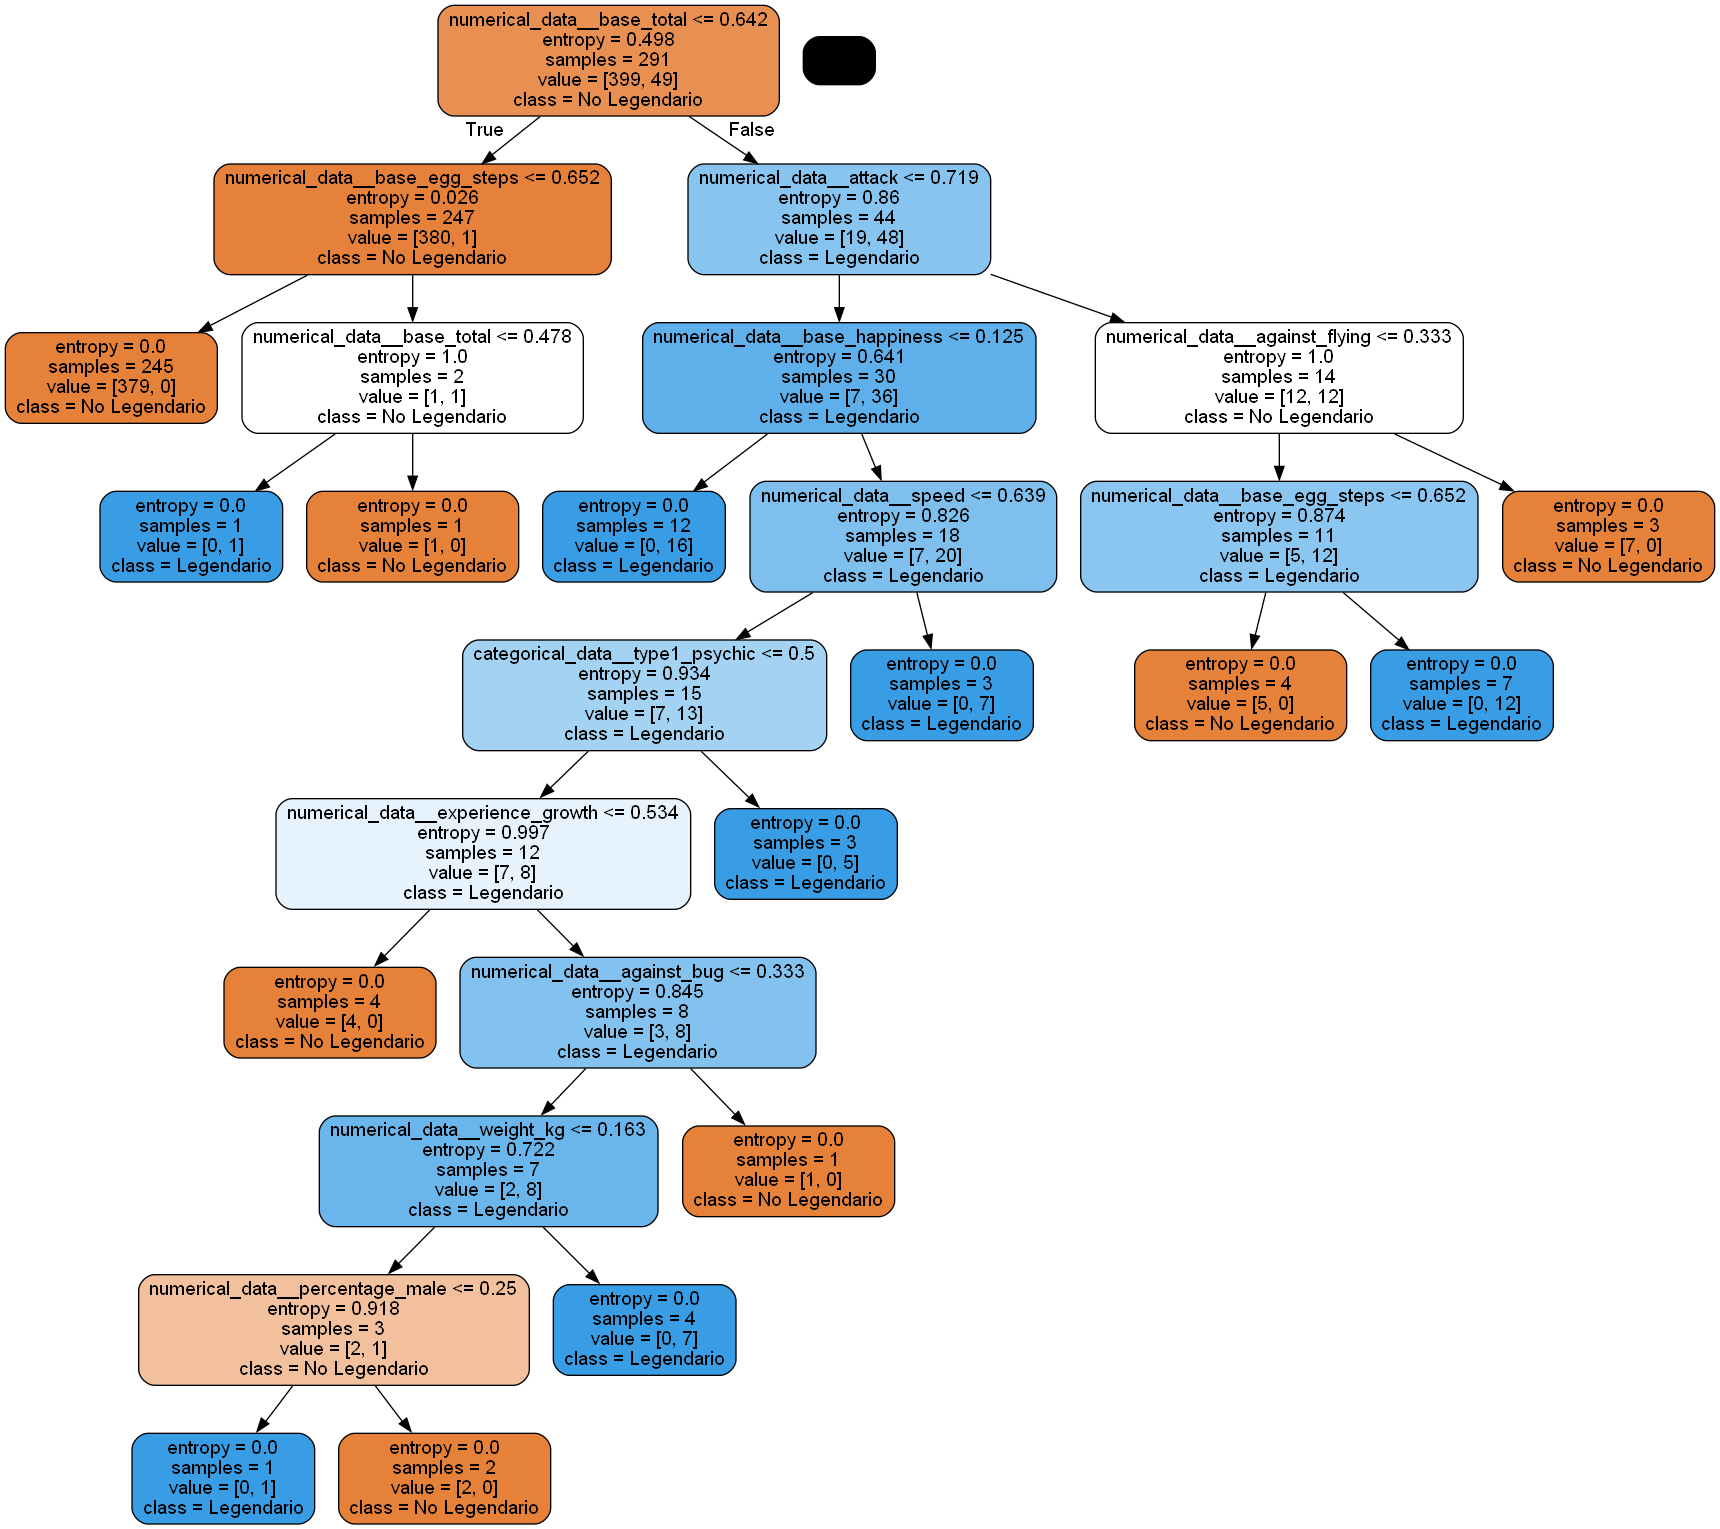 numerical_data__base_total <= 0.642
entropy = 0.498
samples = 291
value = [399, 49]
class = No Legendario
True
False
numerical_data__base_egg_steps <= 0.652
entropy = 0.026
samples = 247
value = [380, 1]
class = No Legendario
numerical_data__attack <= 0.719
entropy = 0.86
samples = 44
value = [19, 48]
class = Legendario
entropy = 0.0
samples = 245
value = [379, 0]
class = No Legendario
numerical_data__base_total <= 0.478
entropy = 1.0
samples = 2
value = [1, 1]
class = No Legendario
numerical_data__base_happiness <= 0.125
entropy = 0.641
samples = 30
value = [7, 36]
class = Legendario
numerical_data__against_flying <= 0.333
entropy = 1.0
samples = 14
value = [12, 12]
class = No Legendario
entropy = 0.0
samples = 1
value = [0, 1]
class = Legendario
entropy = 0.0
samples = 1
value = [1, 0]
class = No Legendario
entropy = 0.0
samples = 12
value = [0, 16]
class = Legendario
numerical_data__speed <= 0.639
entropy = 0.826
samples = 18
value = [7, 20]
class = Legendario
numerical_data__base_egg_steps <= 0.652
entropy = 0.874
samples = 11
value = [5, 12]
class = Legendario
entropy = 0.0
samples = 3
value = [7, 0]
class = No Legendario
categorical_data__type1_psychic <= 0.5
entropy = 0.934
samples = 15
value = [7, 13]
class = Legendario
entropy = 0.0
samples = 3
value = [0, 7]
class = Legendario
entropy = 0.0
samples = 4
value = [5, 0]
class = No Legendario
entropy = 0.0
samples = 7
value = [0, 12]
class = Legendario
numerical_data__experience_growth <= 0.534
entropy = 0.997
samples = 12
value = [7, 8]
class = Legendario
entropy = 0.0
samples = 3
value = [0, 5]
class = Legendario
entropy = 0.0
samples = 4
value = [4, 0]
class = No Legendario
numerical_data__against_bug <= 0.333
entropy = 0.845
samples = 8
value = [3, 8]
class = Legendario
numerical_data__weight_kg <= 0.163
entropy = 0.722
samples = 7
value = [2, 8]
class = Legendario
entropy = 0.0
samples = 1
value = [1, 0]
class = No Legendario
numerical_data__percentage_male <= 0.25
entropy = 0.918
samples = 3
value = [2, 1]
class = No Legendario
entropy = 0.0
samples = 4
value = [0, 7]
class = Legendario
entropy = 0.0
samples = 1
value = [0, 1]
class = Legendario
entropy = 0.0
samples = 2
value = [2, 0]
class = No Legendario